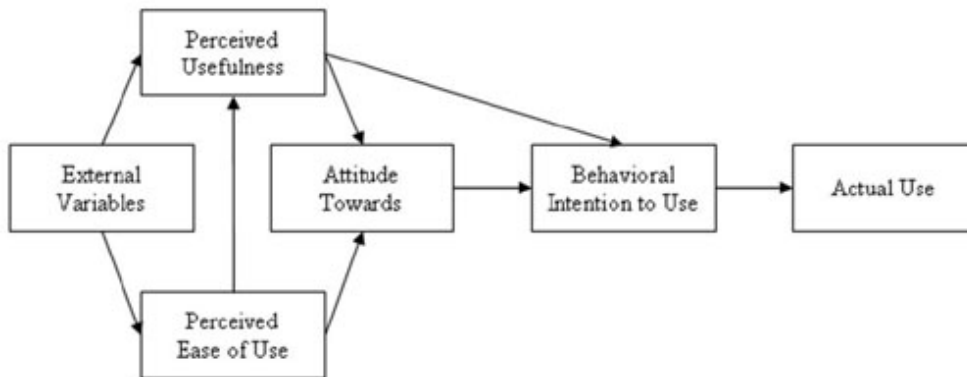 Perceived
Usefulness
External
Variables
Attitude
Towards
Behavioral
Intention to Use
Actual Use
Perceived
Ease of Use